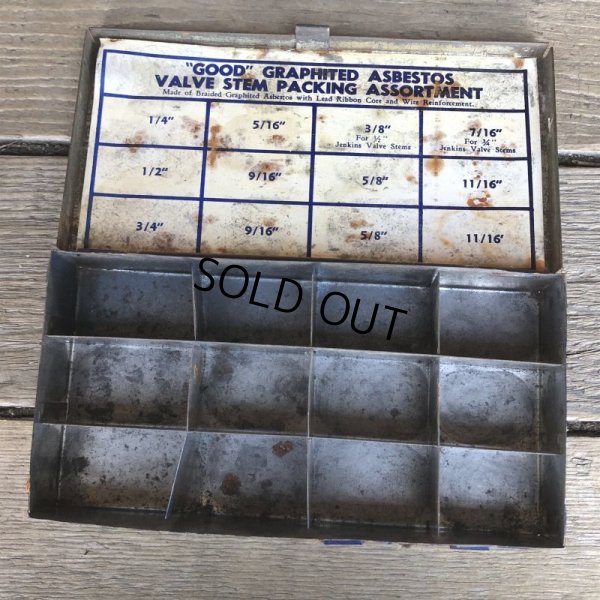 "GOOD" GRAPHITED ASBESTOS
VALVE STEM PACKING ASSORTMENT
Made of Braided Graphited Asbestos with Lead Ribbon Core and Wire Reinforcement.
1/4" 5/16" 3/8" 7/16"
For ½" For ¾"
Jenkins Valve Stems Jenkins Valve Stems
1/2" 9/16" 5/8" 11/16"
3/4" 9/16" 5/8" 11/16"
SOLD OUT